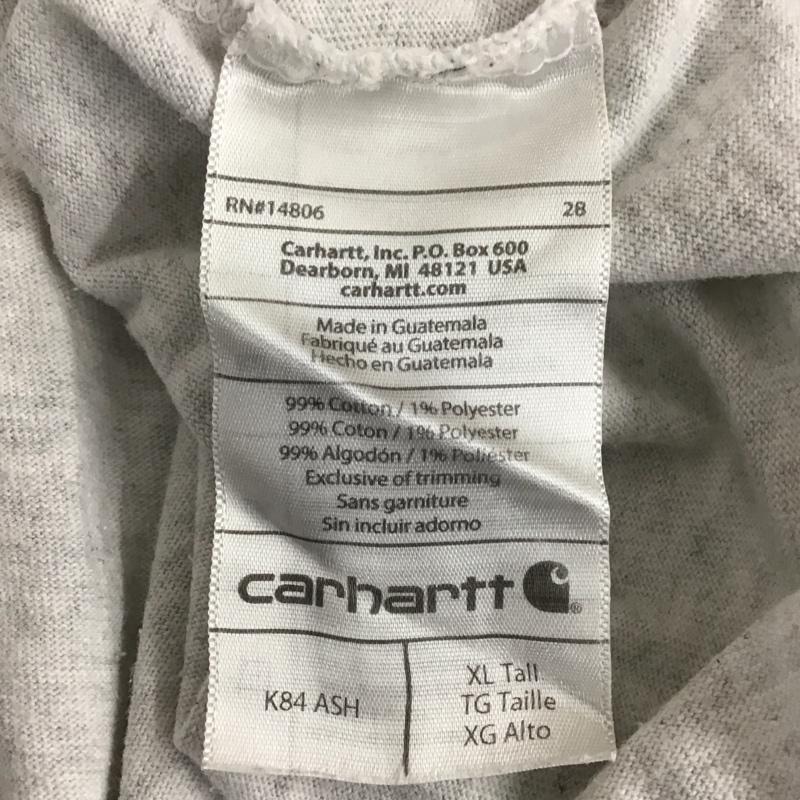 RN#14806 28
Carhartt, Inc. P.O. Box 600
Dearborn, MI 48121 USA
carhartt.com
Made in Guatemala
Fabriqué au Guatemala
Hecho en Guatemala
99% Cotton / 1% Polyester
99% Coton / 1% Polyester
99% Algodón / 1% Poliéster
Exclusive of trimming
Sans garniture
Sin incluir adorno
carhartt ®
K84 ASH
XL Tall
TG Taille
XG Alto